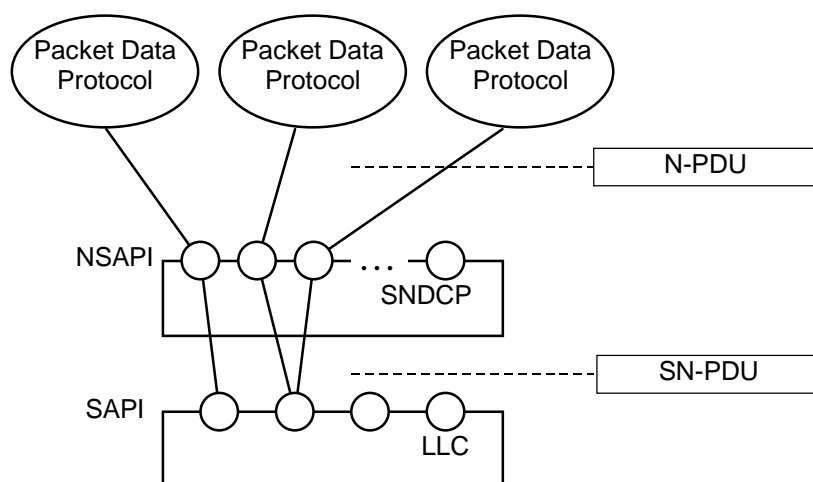 Packet Data
Protocol
Packet Data
Protocol
Packet Data
Protocol
N-PDU
NSAPI
...
SNDCP
SN-PDU
SAPI
LLC